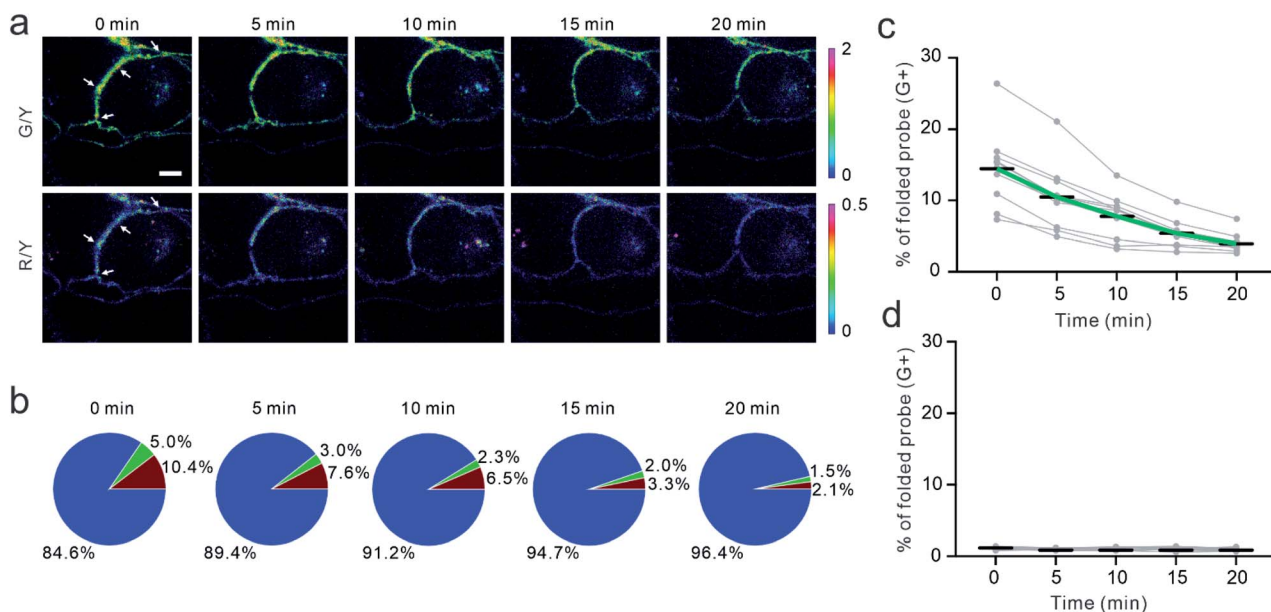 a
0 min 5 min 10 min 15 min 20 min
G/Y
2
0
R/Y
0.5
0
b
0 min 5 min 10 min 15 min 20 min
5.0%
10.4%
84.6%
3.0%
7.6%
89.4%
2.3%
6.5%
91.2%
2.0%
3.3%
94.7%
1.5%
2.1%
96.4%
c
% of folded probe (G+)
30
20
10
0
0 5 10 15 20
Time (min)
d
% of folded probe (G+)
30
20
10
0
0 5 10 15 20
Time (min)